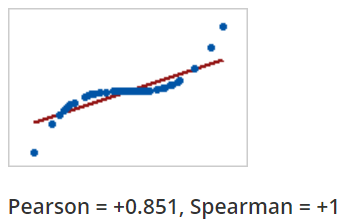 Pearson = +0.851, Spearman = +1